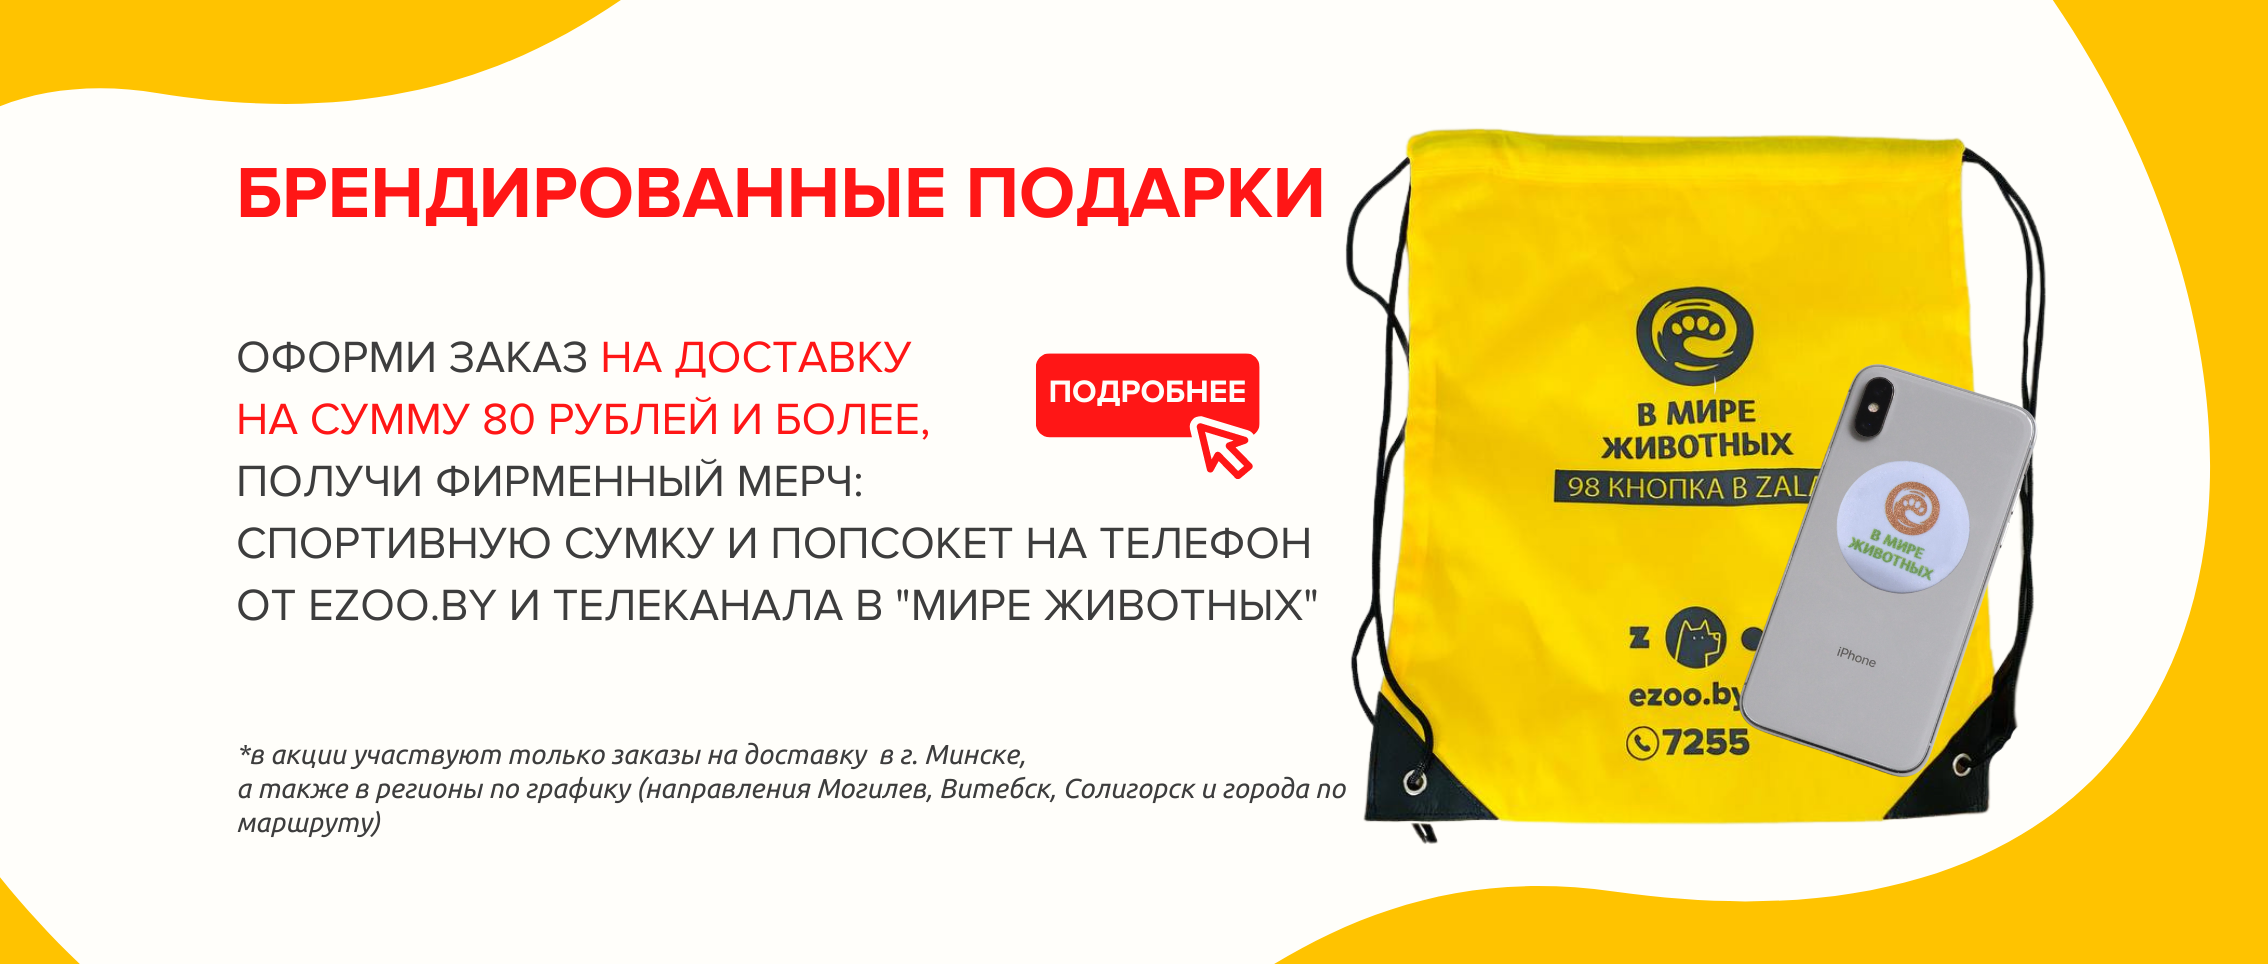 БРЕНДИРОВАННЫЕ ПОДАРКИ
ОФОРМИ ЗАКАЗ НА ДОСТАВКУ
НА СУММУ 80 РУБЛЕЙ И БОЛЕЕ,
ПОЛУЧИ ФИРМЕННЫЙ МЕРЧ:
СПОРТИВНУЮ СУМКУ И ПОПСОКЕТ НА ТЕЛЕФОН
ОТ EZOO.BY И ТЕЛЕКАНАЛА В "МИРЕ ЖИВОТНЫХ"
ПОДРОБНЕЕ
*в акции участвуют только заказы на доставку  в г. Минске,
а также в регионы по графику (направления Могилев, Витебск, Солигорск и города по
маршруту)
В МИРЕ
ЖИВОТНЫХ
98 КНОПКА В ZALA
Z
ezoo.by
7255
В МИРЕ
ЖИВОТНЫХ
iPhone